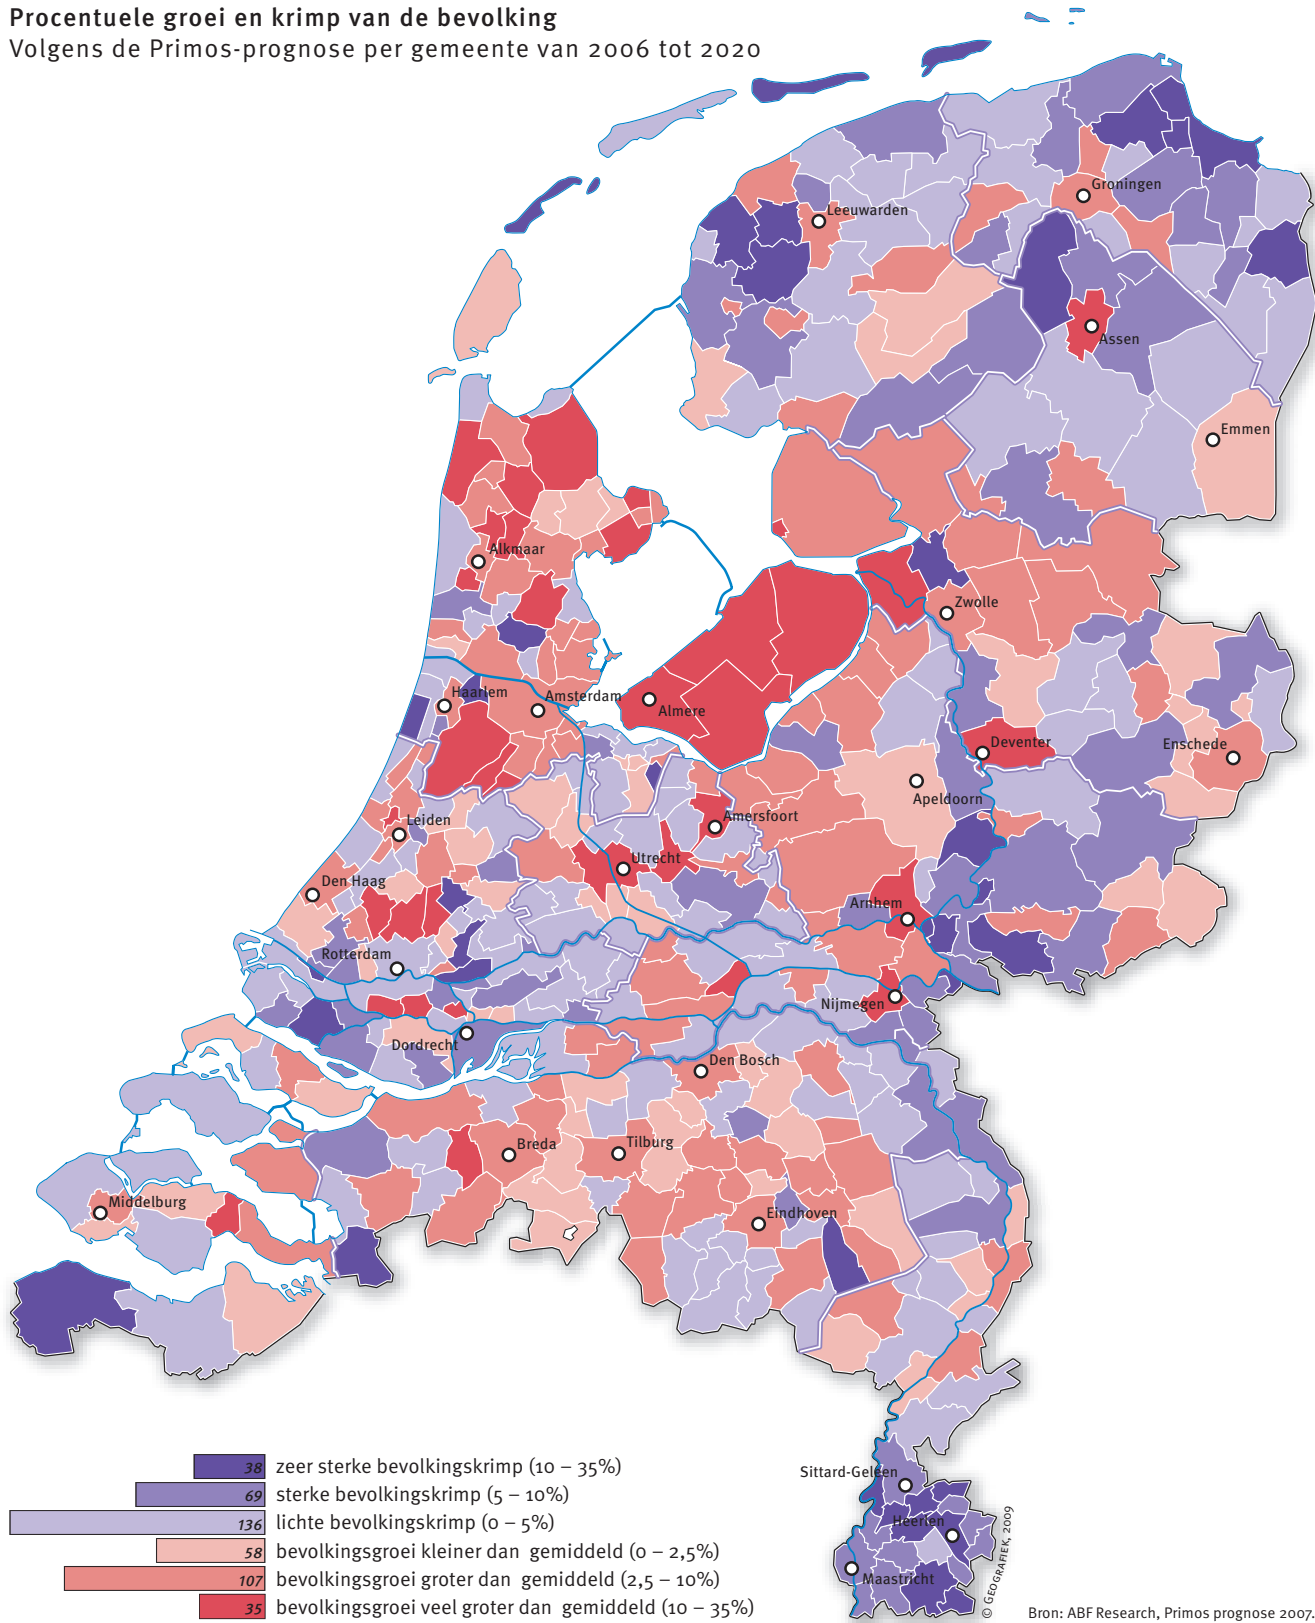 Procentuele groei en krimp van de bevolking
Volgens de Primos-prognose per gemeente van 2006 tot 2020
Groningen
Leeuwarden
Assen
Emmen
Alkmaar
Zwolle
Haarlem
Amsterdam
Almere
Deventer
Enschede
Apeldoorn
Leiden
Amersfoort
Utrecht
Den Haag
Arnhem
Rotterdam
Nijmegen
Dordrecht
Den Bosch
Breda
Tilburg
Middelburg
Eindhoven
Sittard-Geleen
Heerlen
Maastricht
38 zeer sterke bevolkingskrimp (10 – 35%)
69 sterke bevolkingskrimp (5 – 10%)
136 lichte bevolkingskrimp (0 – 5%)
58 bevolkingsgroei kleiner dan gemiddeld (0 – 2,5%)
107 bevolkingsgroei groter dan gemiddeld (2,5 – 10%)
35 bevolkingsgroei veel groter dan gemiddeld (10 – 35%)
© GEOGRAFIEK, 2009
Bron: ABF Research, Primos prognose 2007.